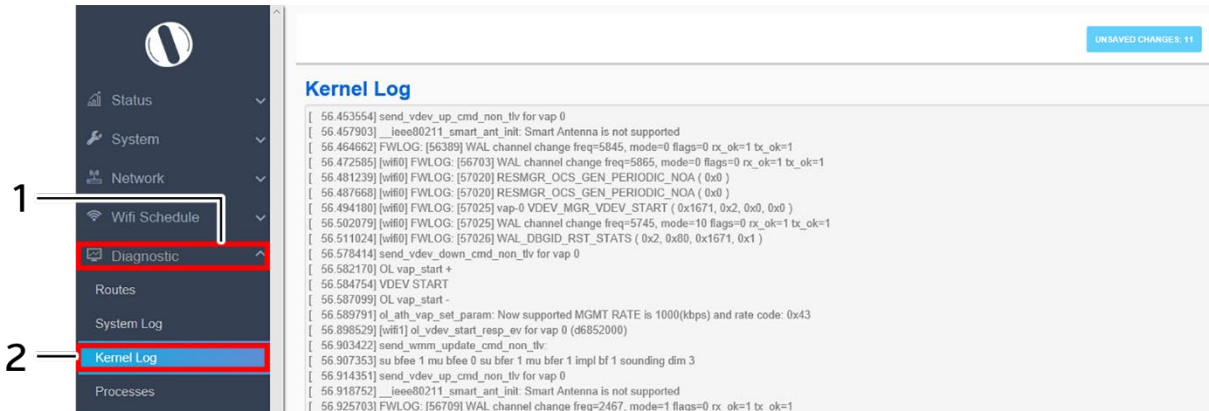 UNSAVED CHANGES: 11
Status
System
Network
Wifi Schedule
Diagnostic
Routes
System Log
Kernel Log
Processes
1
2
Kernel Log
[ 56.453554] send_vdev_up_cmd_non_tlv for vap 0
[ 56.457903] __ieee80211_smart_ant_init: Smart Antenna is not supported
[ 56.464662] FWLOG: [56389] WAL channel change freq=5845, mode=0 flags=0 rx_ok=1 tx_ok=1
[ 56.472585] [wifi0] FWLOG: [56703] WAL channel change freq=5865, mode=0 flags=0 rx_ok=1 tx_ok=1
[ 56.481239] [wifi0] FWLOG: [57020] RESMGR_OCS_GEN_PERIODIC_NOA ( 0x0 )
[ 56.487668] [wifi0] FWLOG: [57020] RESMGR_OCS_GEN_PERIODIC_NOA ( 0x0 )
[ 56.494180] [wifi0] FWLOG: [57025] vap-0 VDEV_MGR_VDEV_START ( 0x1671, 0x2, 0x0, 0x0 )
[ 56.502079] [wifi0] FWLOG: [57025] WAL channel change freq=5745, mode=10 flags=0 rx_ok=1 tx_ok=1
[ 56.511024] [wifi0] FWLOG: [57026] WAL_DBGID_RST_STATS ( 0x2, 0x80, 0x1671, 0x1 )
[ 56.578414] send_vdev_down_cmd_non_tlv for vap 0
[ 56.582170] OL vap_start +
[ 56.584754] VDEV START
[ 56.587099] OL vap_start -
[ 56.589791] ol_ath_vap_set_param: Now supported MGMT RATE is 1000(kbps) and rate code: 0x43
[ 56.898529] [wifi1] ol_vdev_start_resp_ev for vap 0 (d6852000)
[ 56.903422] send_wmm_update_cmd_non_tlv:
[ 56.907353] su bfee 1 mu bfee 0 su bfer 1 mu bfer 1 impl bf 1 sounding dim 3
[ 56.914351] send_vdev_up_cmd_non_tlv for vap 0
[ 56.918752] __ieee80211_smart_ant_init: Smart Antenna is not supported
[ 56.925703] FWLOG: [56709] WAL channel change freq=2467, mode=1 flags=0 rx_ok=1 tx_ok=1